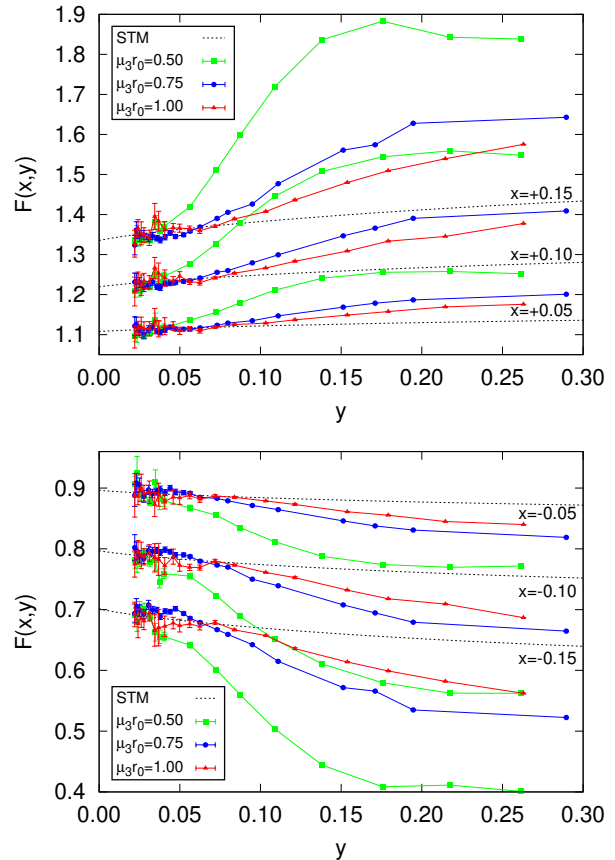 1.9
1.8
1.7
1.6
1.5
1.4
1.3
1.2
1.1
F(x,y)
STM
μ₃r₀=0.50
μ₃r₀=0.75
μ₃r₀=1.00
x=+0.15
x=+0.10
x=+0.05
0.00 0.05 0.10 0.15 0.20 0.25 0.30
y
0.9
0.8
0.7
0.6
0.5
0.4
F(x,y)
x=-0.05
x=-0.10
x=-0.15
STM
μ₃r₀=0.50
μ₃r₀=0.75
μ₃r₀=1.00
0.00 0.05 0.10 0.15 0.20 0.25 0.30
y